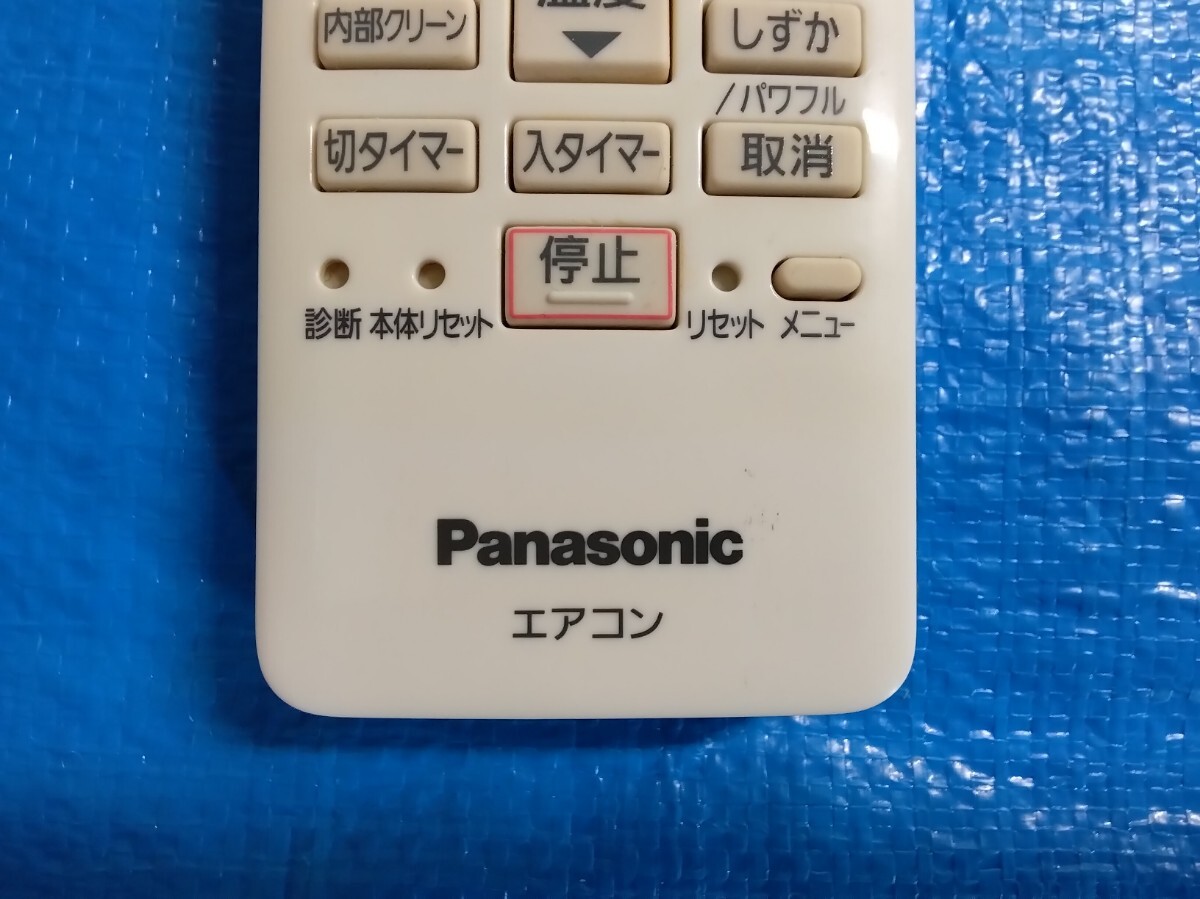 内部クリーン
温度
▼
しずか
/パワフル
切タイマー
入タイマー
取消
停止
診断
本体リセット
リセット
メニュー
Panasonic
エアコン